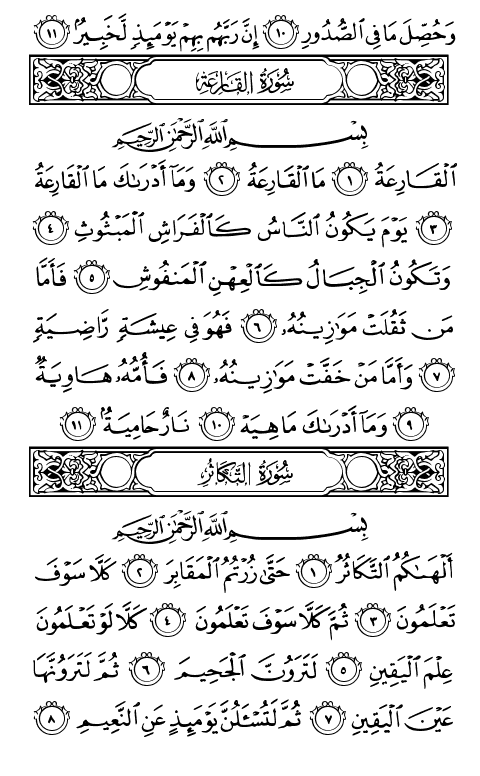 وَحُصِّلَ مَا فِي ٱلصُّدُورِ ١٠ إِنَّ رَبَّهُم بِهِمْ يَوْمَئِذٍ لَّخَبِيرٌۢ ١١
سُورَةُ القَارِعَةِ
بِسْمِ ٱللَّهِ ٱلرَّحْمَٰنِ ٱلرَّحِيمِ
ٱلْقَارِعَةُ ١ مَا ٱلْقَارِعَةُ ٢ وَمَآ أَدْرَىٰكَ مَا ٱلْقَارِعَةُ
٣ يَوْمَ يَكُونُ ٱلنَّاسُ كَٱلْفَرَاشِ ٱلْمَبْثُوثِ ٤
وَتَكُونُ ٱلْجِبَالُ كَٱلْعِهْنِ ٱلْمَنفُوشِ ٥ فَأَمَّا
مَن ثَقُلَتْ مَوَٰزِينُهُۥ ٦ فَهُوَ فِي عِيشَةٍ رَّاضِيَةٍ
٧ وَأَمَّا مَنْ خَفَّتْ مَوَٰزِينُهُۥ ٨ فَأُمُّهُۥ هَاوِيَةٌ
٩ وَمَآ أَدْرَىٰكَ مَا هِيَهْ ١٠ نَارٌ حَامِيَةٌۢ ١١
سُورَةُ التَّكَاثُرِ
بِسْمِ ٱللَّهِ ٱلرَّحْمَٰنِ ٱلرَّحِيمِ
أَلْهَىٰكُمُ ٱلتَّكَاثُرُ ١ حَتَّىٰ زُرْتُمُ ٱلْمَقَابِرَ ٢ كَلَّا سَوْفَ
تَعْلَمُونَ ٣ ثُمَّ كَلَّا سَوْفَ تَعْلَمُونَ ٤ كَلَّا لَوْ تَعْلَمُونَ
عِلْمَ ٱلْيَقِينِ ٥ لَتَرَوُنَّ ٱلْجَحِيمَ ٦ ثُمَّ لَتَرَوُنَّهَا
عَيْنَ ٱلْيَقِينِ ٧ ثُمَّ لَتُسْـَٔلُنَّ يَوْمَئِذٍ عَنِ ٱلنَّعِيمِ ٨